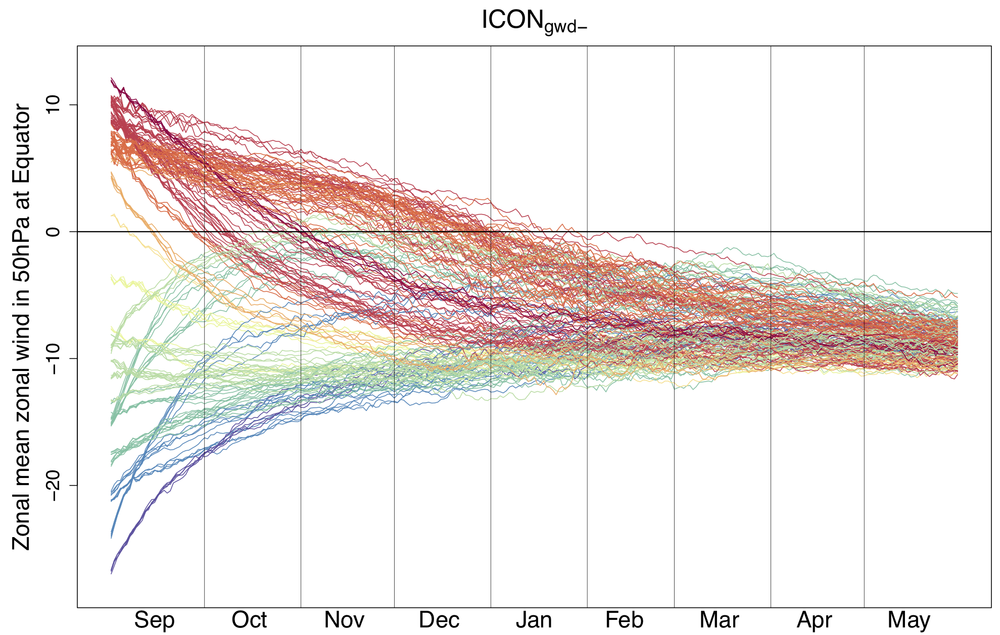 ICONgwd−
Zonal mean zonal wind in 50hPa at Equator
10
0
−10
−20
Sep Oct Nov Dec Jan Feb Mar Apr May